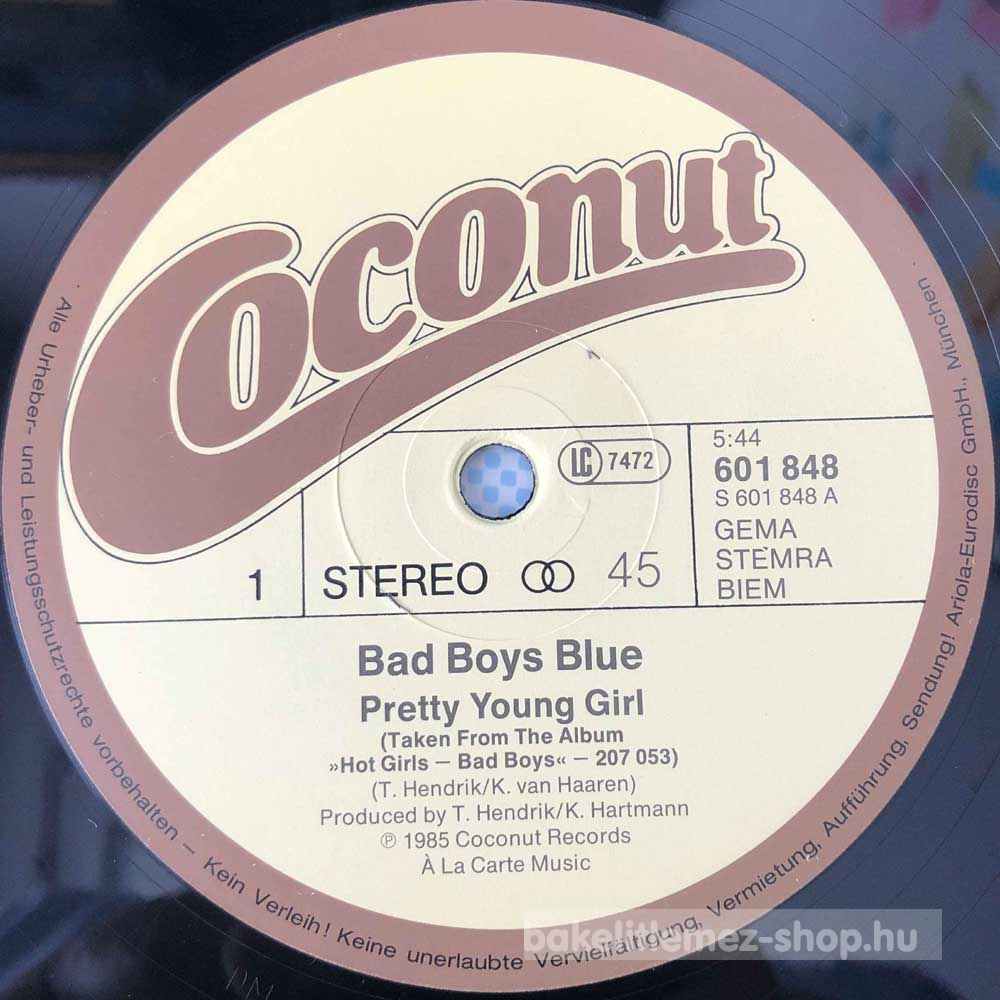 Coconut
LC 7472
5:44
601 848
S 601 848 A
GEMA
STEMRA
BIEM
1
STEREO
45
Bad Boys Blue
Pretty Young Girl
(Taken From The Album
»Hot Girls – Bad Boys« – 207 053)
(T. Hendrik/K. van Haaren)
Produced by T. Hendrik/K. Hartmann
℗ 1985 Coconut Records
À La Carte Music
Alle Urheber- und Leistungsschutzrechte vorbehalten – Kein Verleih! Keine unerlaubte Vervielfältigung, Vermietung, Aufführung, Sendung! Ariola-Eurodisc GmbH., München
bakelitlemez-shop.hu